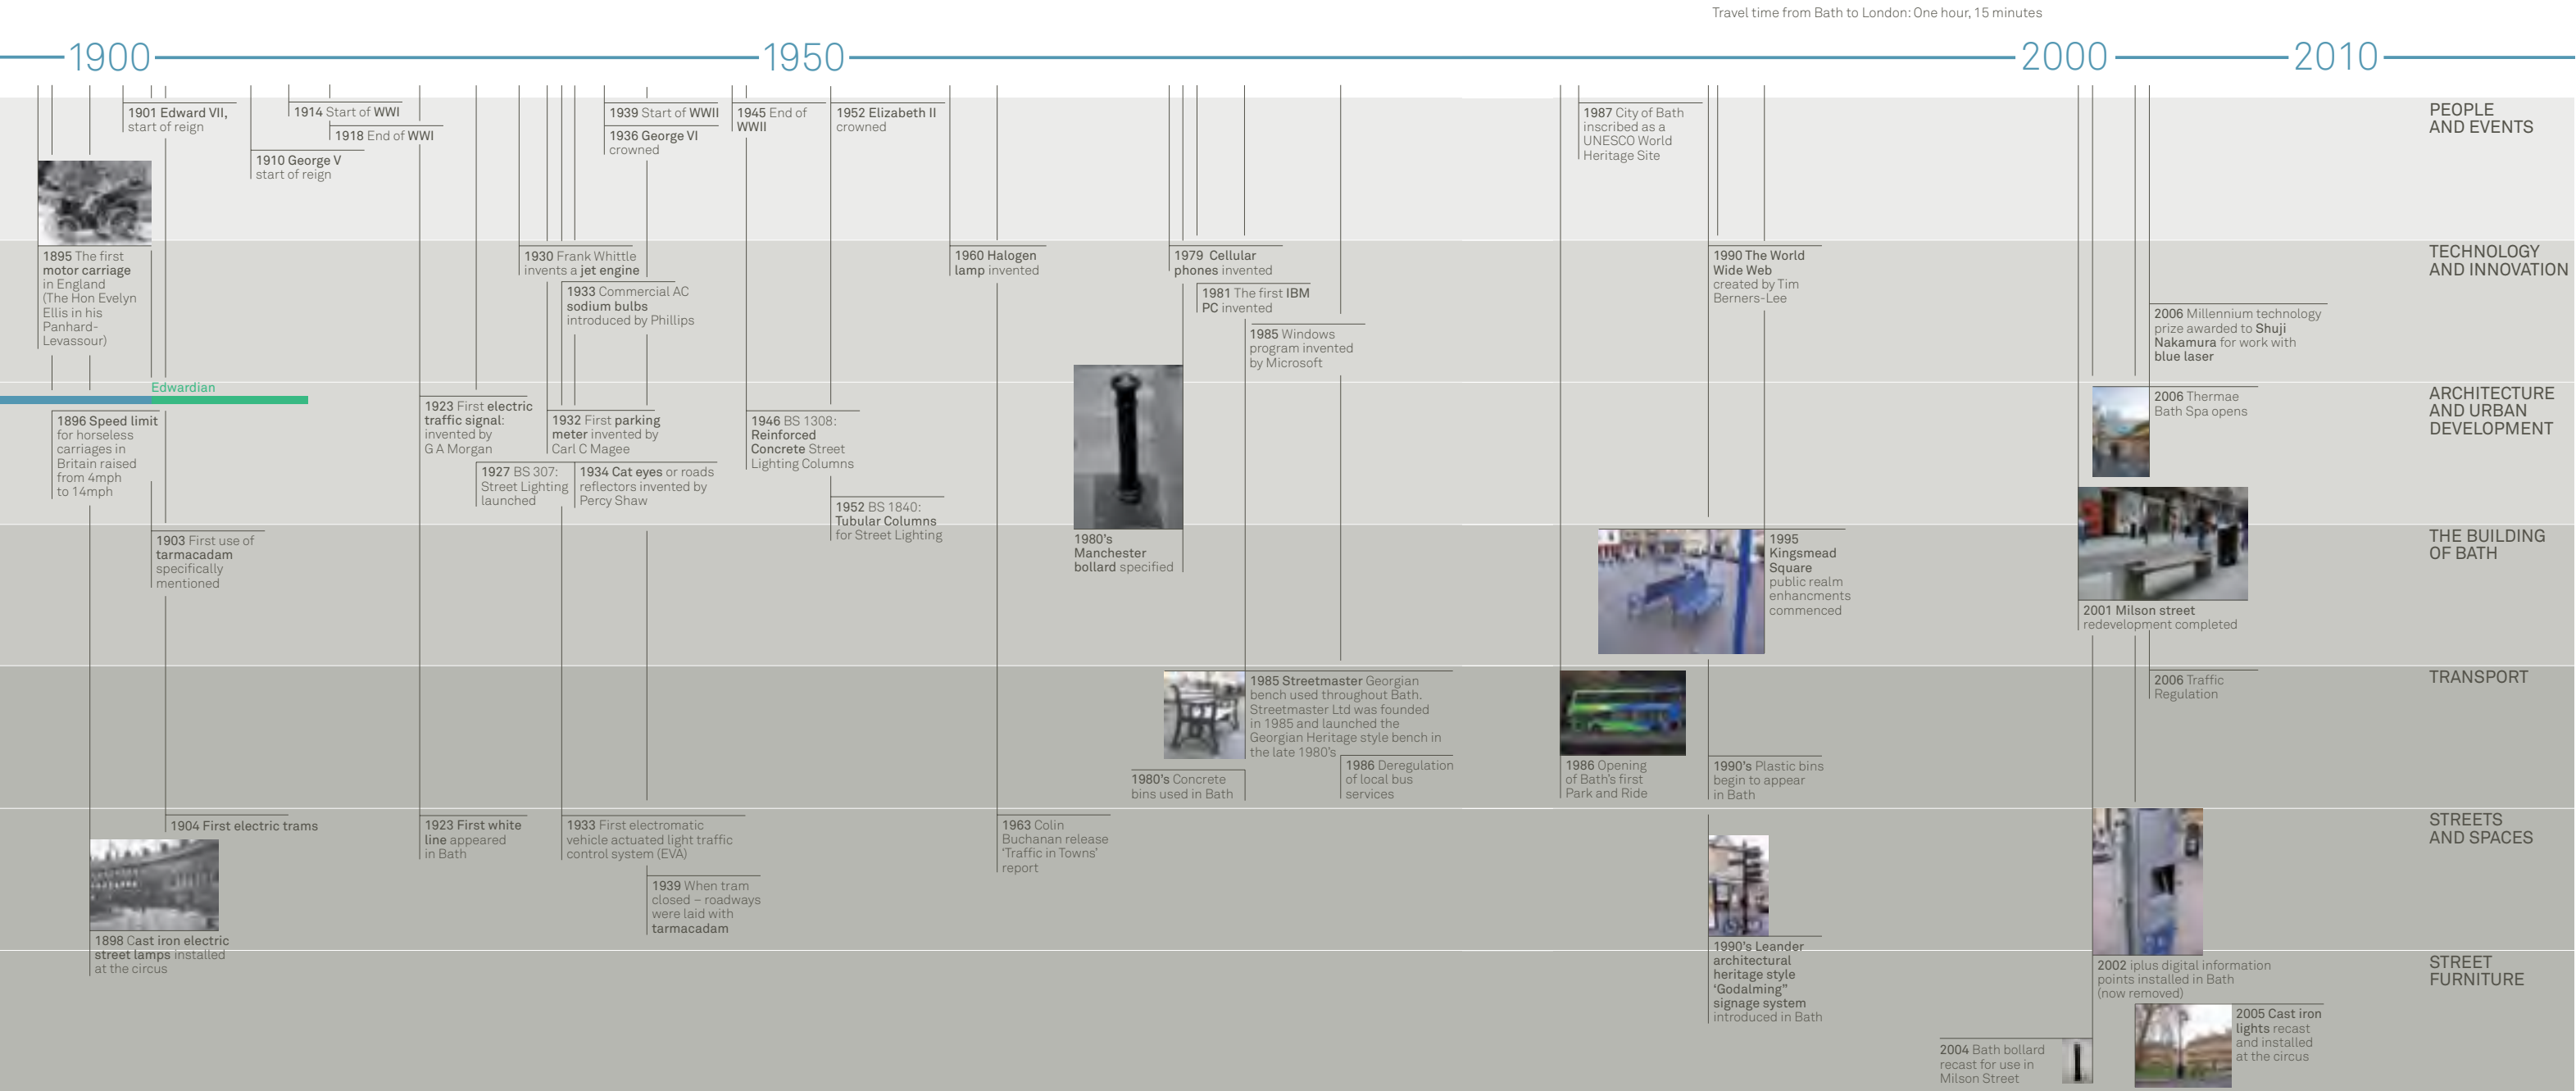 Travel time from Bath to London: One hour, 15 minutes
1900
1950
2000
2010
PEOPLE
AND EVENTS
1901 Edward VII,
start of reign
1910 George V
start of reign
1914 Start of WWI
1918 End of WWI
1939 Start of WWII
1936 George VI
crowned
1945 End of
WWII
1952 Elizabeth II
crowned
1987 City of Bath
inscribed as a
UNESCO World
Heritage Site
TECHNOLOGY
AND INNOVATION
1895 The first
motor carriage
in England
(The Hon Evelyn
Ellis in his
Panhard-
Levassour)
1930 Frank Whittle
invents a jet engine
1933 Commercial AC
sodium bulbs
introduced by Phillips
1960 Halogen
lamp invented
1979 Cellular
phones invented
1981 The first IBM
PC invented
1985 Windows
program invented
by Microsoft
1990 The World
Wide Web
created by Tim
Berners-Lee
2006 Millennium technology
prize awarded to Shuji
Nakamura for work with
blue laser
Edwardian
ARCHITECTURE
AND URBAN
DEVELOPMENT
1896 Speed limit
for horseless
carriages in
Britain raised
from 4mph
to 14mph
1923 First electric
traffic signal:
invented by
G A Morgan
1927 BS 307:
Street Lighting
launched
1932 First parking
meter invented by
Carl C Magee
1934 Cat eyes or roads
reflectors invented by
Percy Shaw
1946 BS 1308:
Reinforced
Concrete Street
Lighting Columns
1952 BS 1840:
Tubular Columns
for Street Lighting
2006 Thermae
Bath Spa opens
THE BUILDING
OF BATH
1903 First use of
tarmacadam
specifically
mentioned
1980's
Manchester
bollard specified
1995
Kingsmead
Square
public realm
enhancments
commenced
2001 Milson street
redevelopment completed
TRANSPORT
1985 Streetmaster Georgian
bench used throughout Bath.
Streetmaster Ltd was founded
in 1985 and launched the
Georgian Heritage style bench in
the late 1980's
1980's Concrete
bins used in Bath
1986 Deregulation
of local bus
services
1986 Opening
of Bath's first
Park and Ride
1990's Plastic bins
begin to appear
in Bath
2006 Traffic
Regulation
STREETS
AND SPACES
1904 First electric trams
1923 First white
line appeared
in Bath
1933 First electromatic
vehicle actuated light traffic
control system (EVA)
1939 When tram
closed – roadways
were laid with
tarmacadam
1963 Colin
Buchanan release
'Traffic in Towns'
report
STREET
FURNITURE
1898 Cast iron electric
street lamps installed
at the circus
1990's Leander
architectural
heritage style
'Godalming"
signage system
introduced in Bath
2002 iplus digital information
points installed in Bath
(now removed)
2004 Bath bollard
recast for use in
Milson Street
2005 Cast iron
lights recast
and installed
at the circus